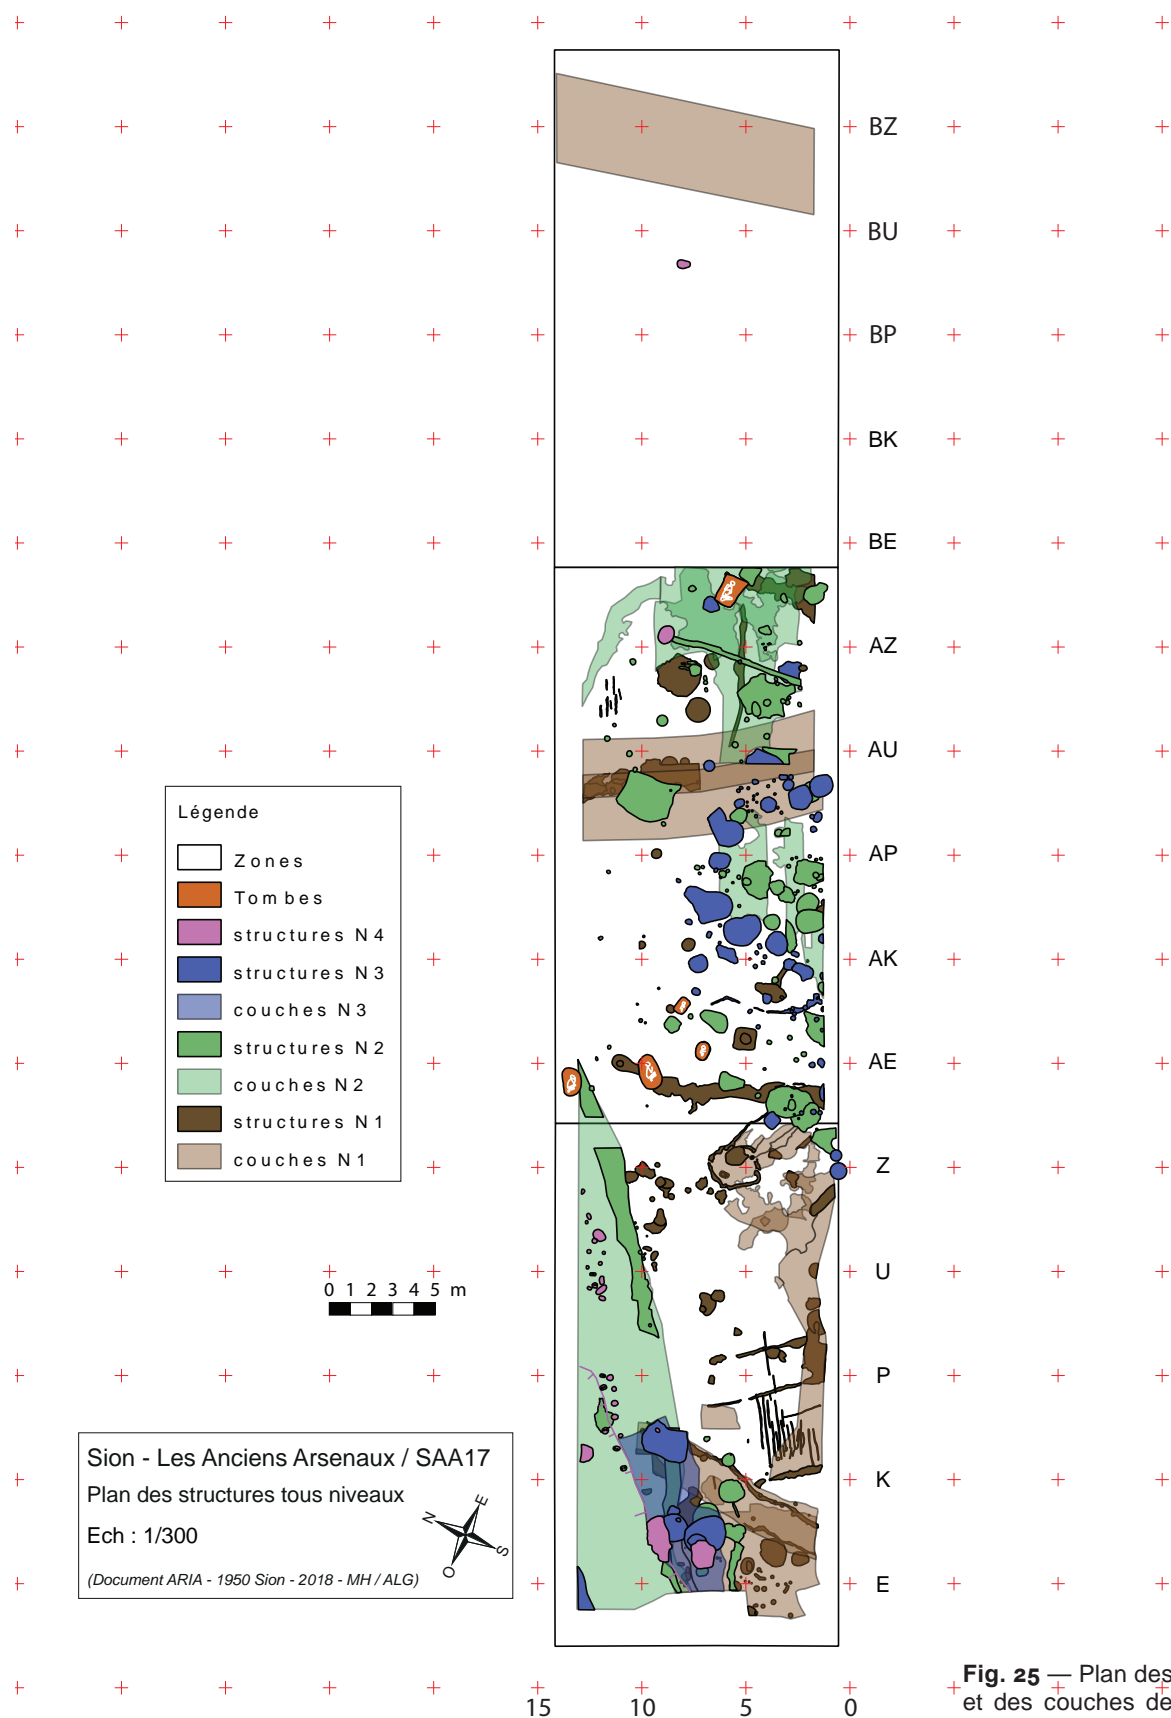 BZ
BU
BP
BK
BE
AZ
AU
AP
AK
AE
Z
U
P
K
E
15 10 5 0
Légende
Zones
Tombes
structures N4
structures N3
couches N3
structures N2
couches N2
structures N1
couches N1
0 1 2 3 4 5 m
Sion - Les Anciens Arsenaux / SAA17
Plan des structures tous niveaux
Ech : 1/300
(Document ARIA - 1950 Sion - 2018 - MH / ALG)
N
E
S
O
Fig. 25 — Plan des
et des couches de